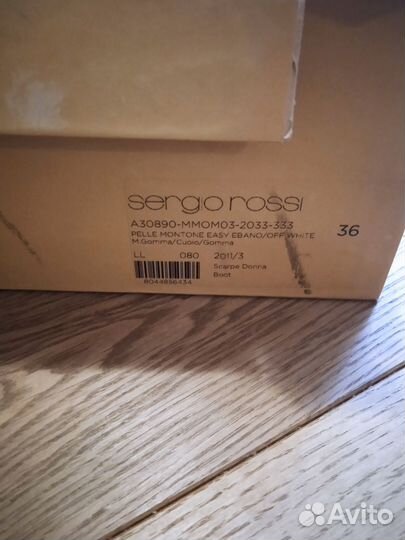 sergio rossi
A30890-MMOM03-2033-333
PELLE MONTONE EASY EBANO/OFF WHITE
36
M.Gomma/Cuoio/Gomma
LL 080 2011/3
Scarpe Donna
Boot
8044856434
Avito